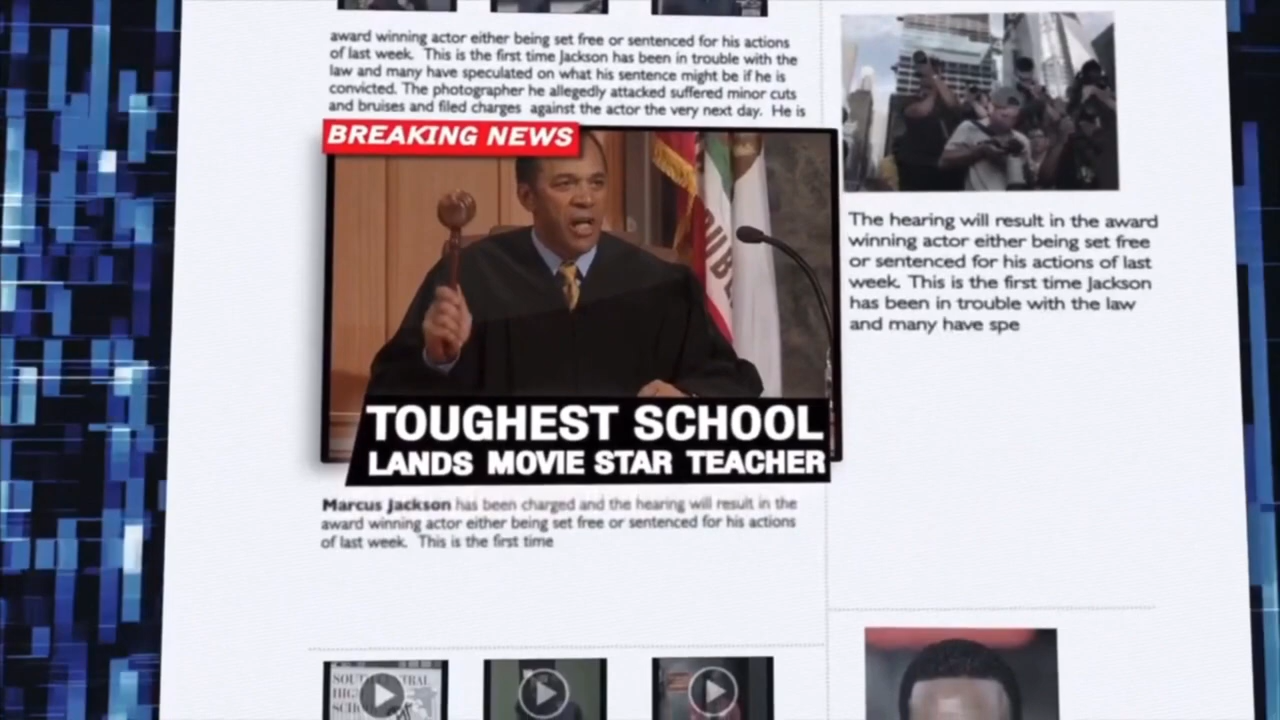 award winning actor either being set free or sentenced for his actions
of last week. This is the first time Jackson has been in trouble with the
law and many have speculated on what his sentence might be if he is
convicted. The photographer he allegedly attacked suffered minor cuts
and bruises and filed charges against the actor the very next day. He is
BREAKING NEWS
TOUGHEST SCHOOL
LANDS MOVIE STAR TEACHER
Marcus Jackson has been charged and the hearing will result in the
award winning actor either being set free or sentenced for his actions
of last week. This is the first time
The hearing will result in the award
winning actor either being set free
or sentenced for his actions of last
week. This is the first time Jackson
has been in trouble with the law
and many have spe
SOUTH CENTRAL
HIGH
SCHO